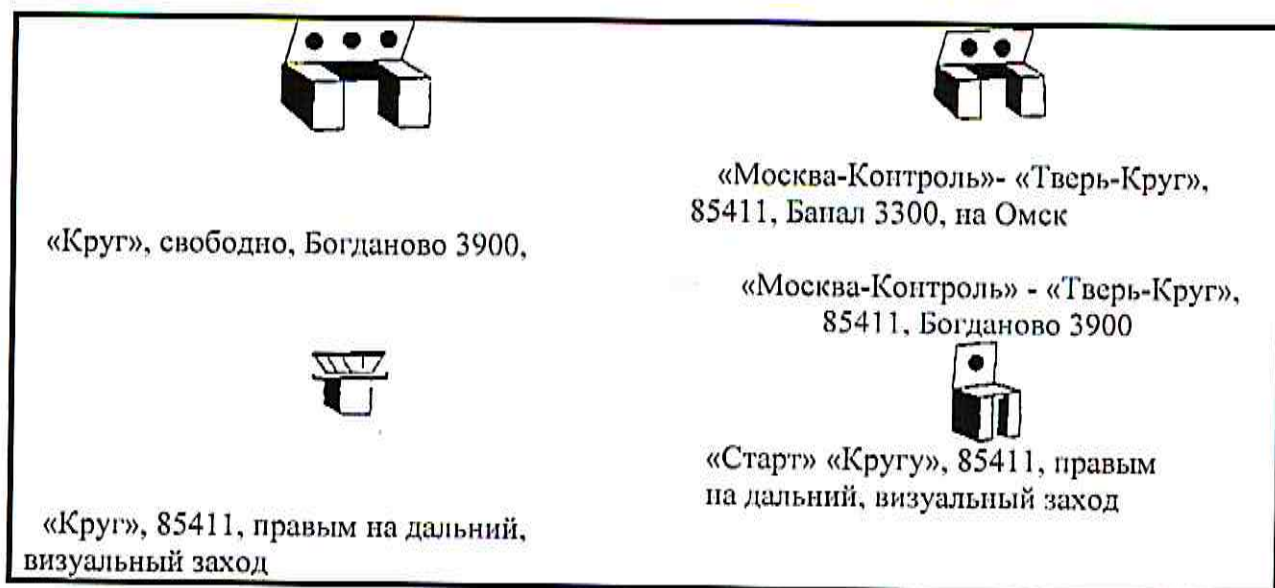 «Москва-Контроль»- «Тверь-Круг»,
85411, Банал 3300, на Омск
«Круг», свободно, Богданово 3900,
«Москва-Контроль» - «Тверь-Круг»,
85411, Богданово 3900
«Старт» «Кругу», 85411, правым
на дальний, визуальный заход
«Круг», 85411, правым на дальний,
визуальный заход